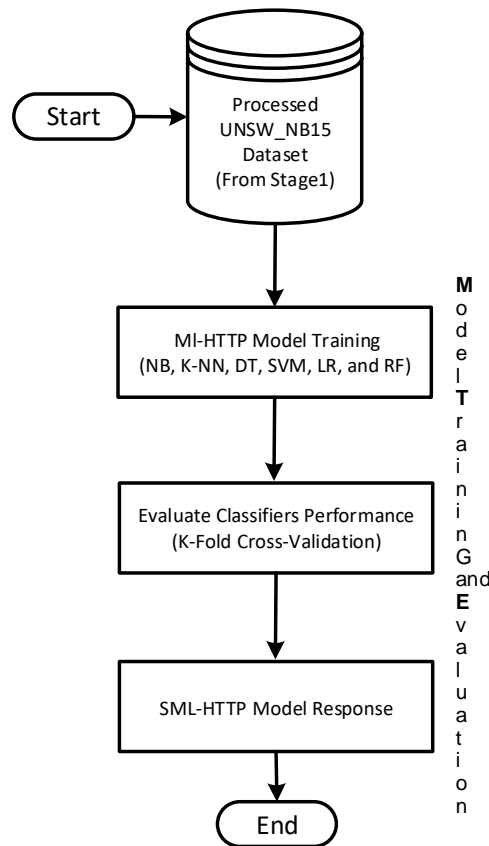 Start
Processed
UNSW_NB15
Dataset
(From Stage1)
Ml-HTTP Model Training
(NB, K-NN, DT, SVM, LR, and RF)
Evaluate Classifiers Performance
(K-Fold Cross-Validation)
SML-HTTP Model Response
End
M
o
d
e
l
T
r
a
i
n
i
n
G
and
E
v
a
l
u
a
t
i
o
n